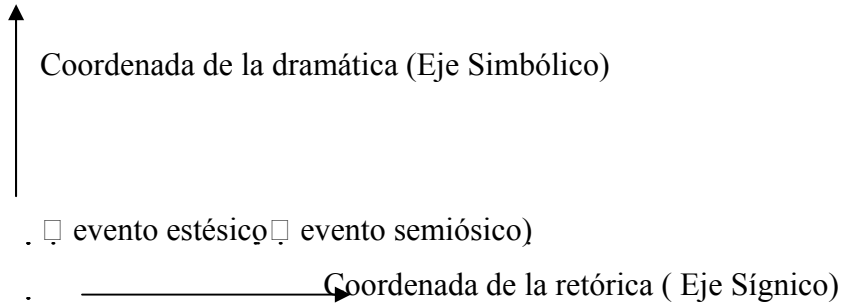 Coordenada de la dramática (Eje Simbólico)
evento estésico evento semiósico)
Coordenada de la retórica ( Eje Sígnico)